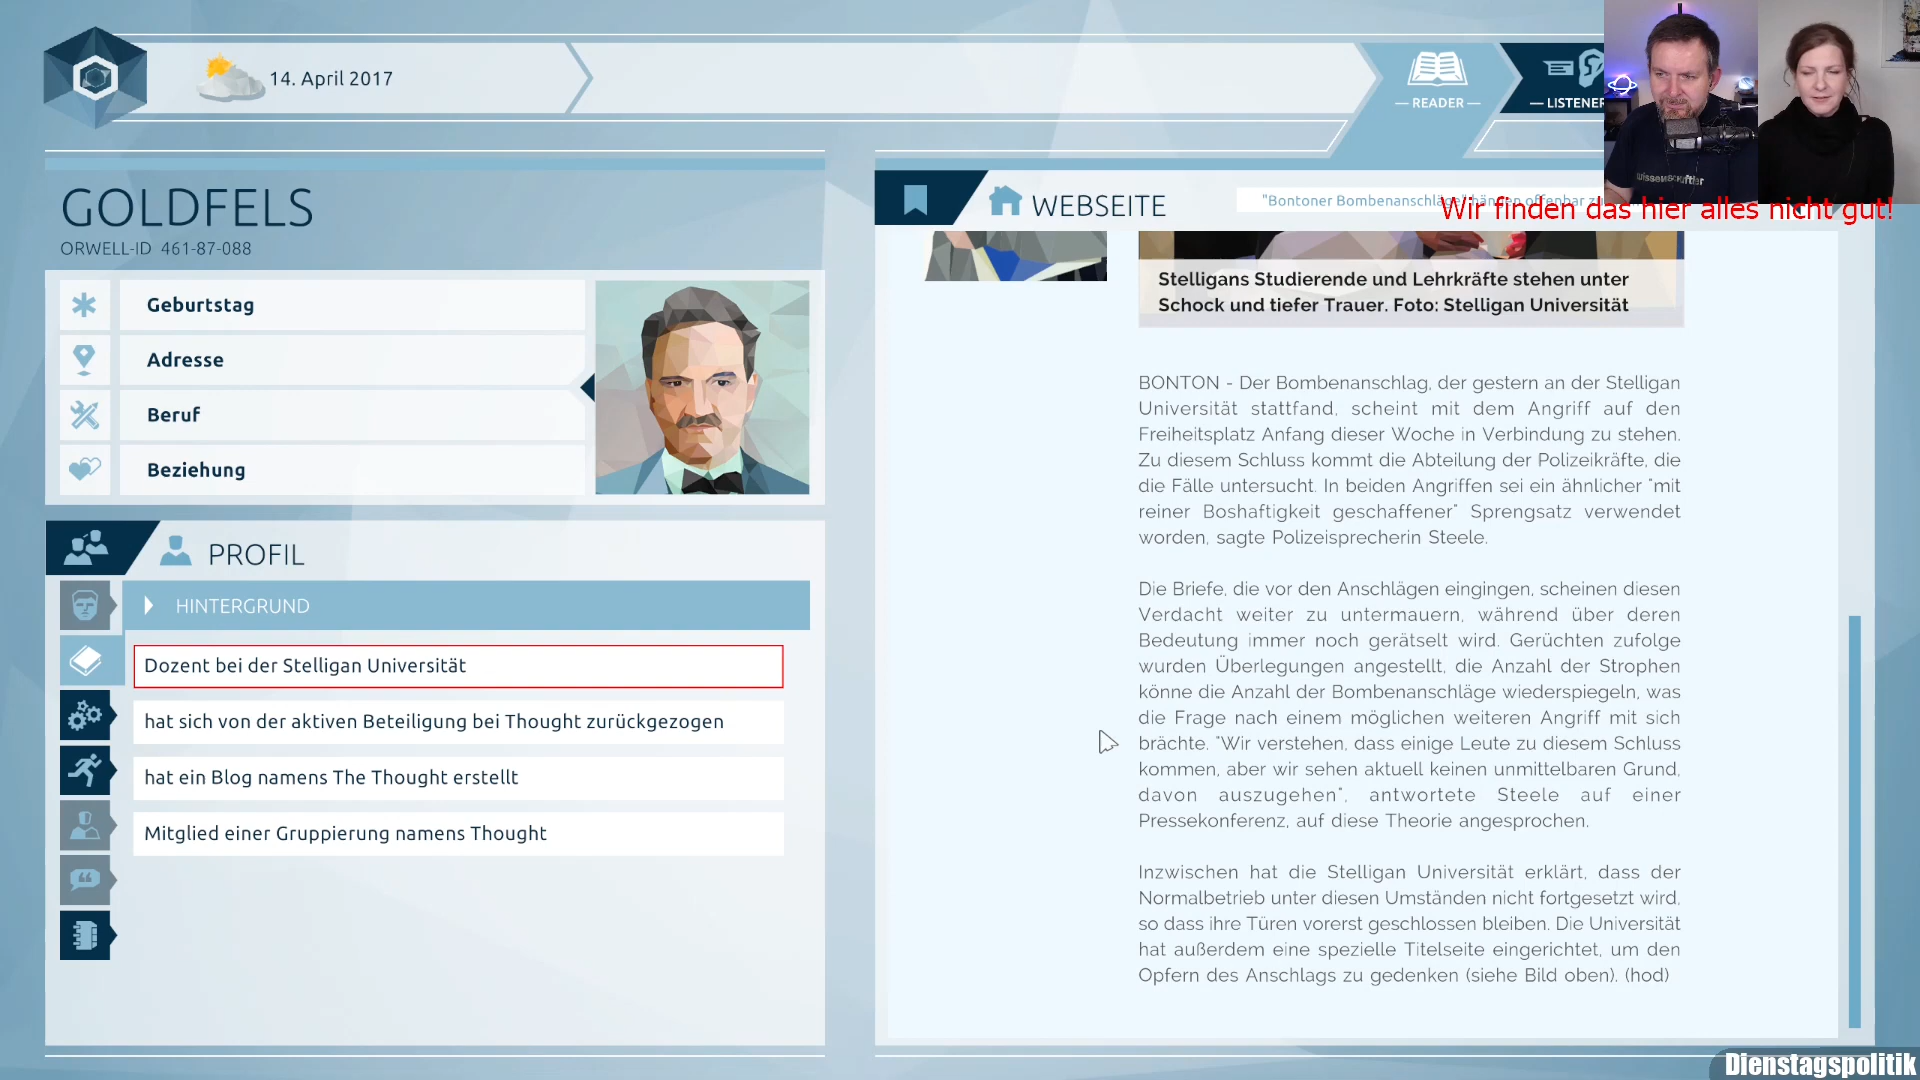 14. April 2017
READER
LISTENER
GOLDFELS
ORWELL-ID 461-87-088
Geburtstag
Adresse
Beruf
Beziehung
PROFIL
HINTERGRUND
Dozent bei der Stelligan Universität
hat sich von der aktiven Beteiligung bei Thought zurückgezogen
hat ein Blog namens The Thought erstellt
Mitglied einer Gruppierung namens Thought
WEBSEITE
"Bontoner Bombenanschläge" hängen offenbar
Wir finden das hier alles nicht gut!
Stelligans Studierende und Lehrkräfte stehen unter
Schock und tiefer Trauer. Foto: Stelligan Universität
BONTON - Der Bombenanschlag, der gestern an der Stelligan
Universität stattfand, scheint mit dem Angriff auf den
Freiheitsplatz Anfang dieser Woche in Verbindung zu stehen.
Zu diesem Schluss kommt die Abteilung der Polizeikräfte, die
die Fälle untersucht. In beiden Angriffen sei ein ähnlicher "mit
reiner Boshaftigkeit geschaffener" Sprengsatz verwendet
worden, sagte Polizeisprecherin Steele.
Die Briefe, die vor den Anschlägen eingingen, scheinen diesen
Verdacht weiter zu untermauern, während über deren
Bedeutung immer noch gerätselt wird. Gerüchten zufolge
wurden Überlegungen angestellt, die Anzahl der Strophen
könne die Anzahl der Bombenanschläge wiederspiegeln, was
die Frage nach einem möglichen weiteren Angriff mit sich
brächte. "Wir verstehen, dass einige Leute zu diesem Schluss
kommen, aber wir sehen aktuell keinen unmittelbaren Grund,
davon auszugehen", antwortete Steele auf einer
Pressekonferenz, auf diese Theorie angesprochen.
Inzwischen hat die Stelligan Universität erklärt, dass der
Normalbetrieb unter diesen Umständen nicht fortgesetzt wird,
so dass ihre Türen vorerst geschlossen bleiben. Die Universität
hat außerdem eine spezielle Titelseite eingerichtet, um den
Opfern des Anschlags zu gedenken (siehe Bild oben). (hod)
Dienstagspolitik